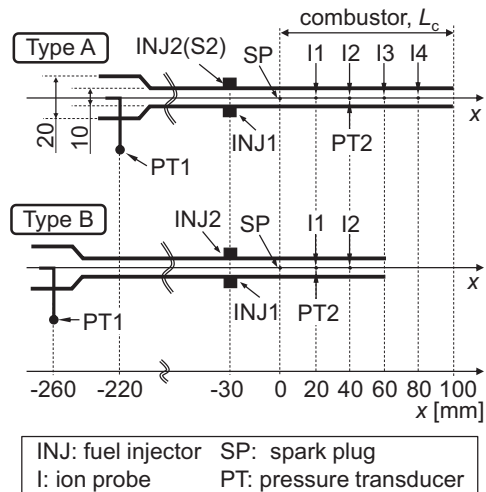 combustor, Lc
Type A
INJ2(S2)
SP
I1
I2
I3
I4
x
20
10
PT1
INJ1
PT2
Type B
INJ2
SP
I1
I2
x
PT1
INJ1
PT2
-260
-220
-30
0
20
40
60
80
100
x [mm]
INJ: fuel injector SP: spark plug
I: ion probe PT: pressure transducer